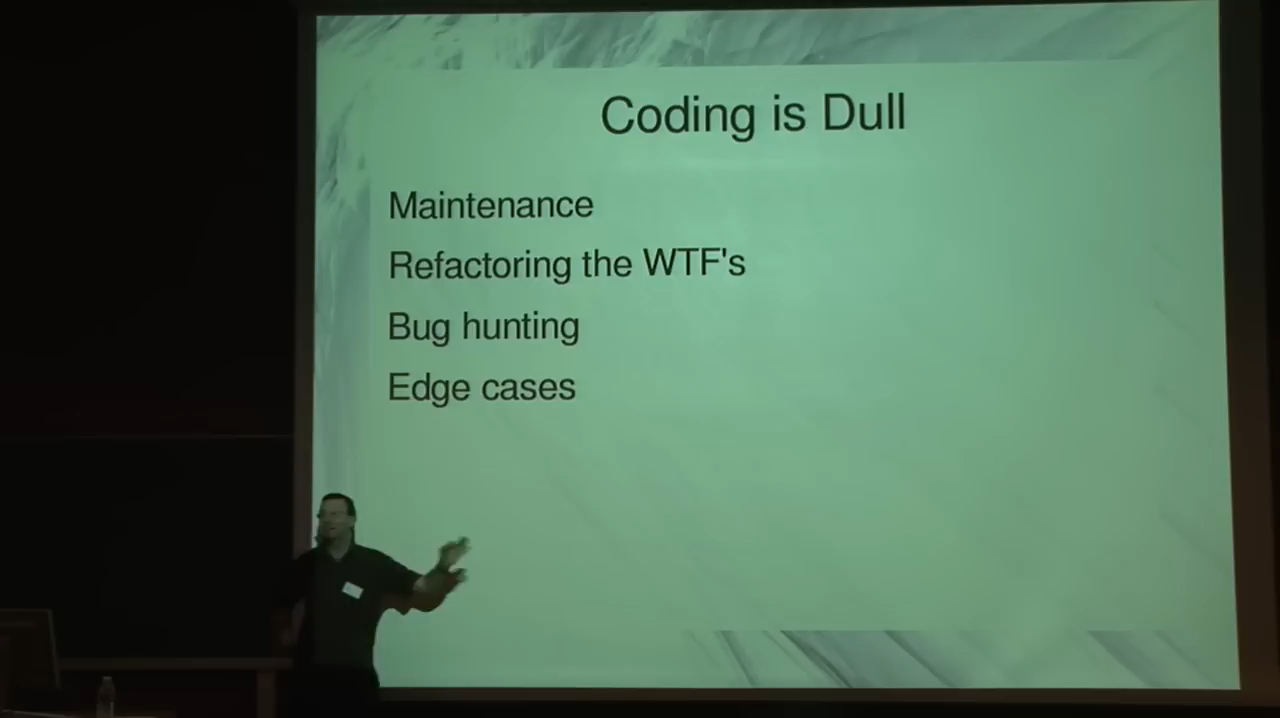 Coding is Dull
Maintenance
Refactoring the WTF's
Bug hunting
Edge cases